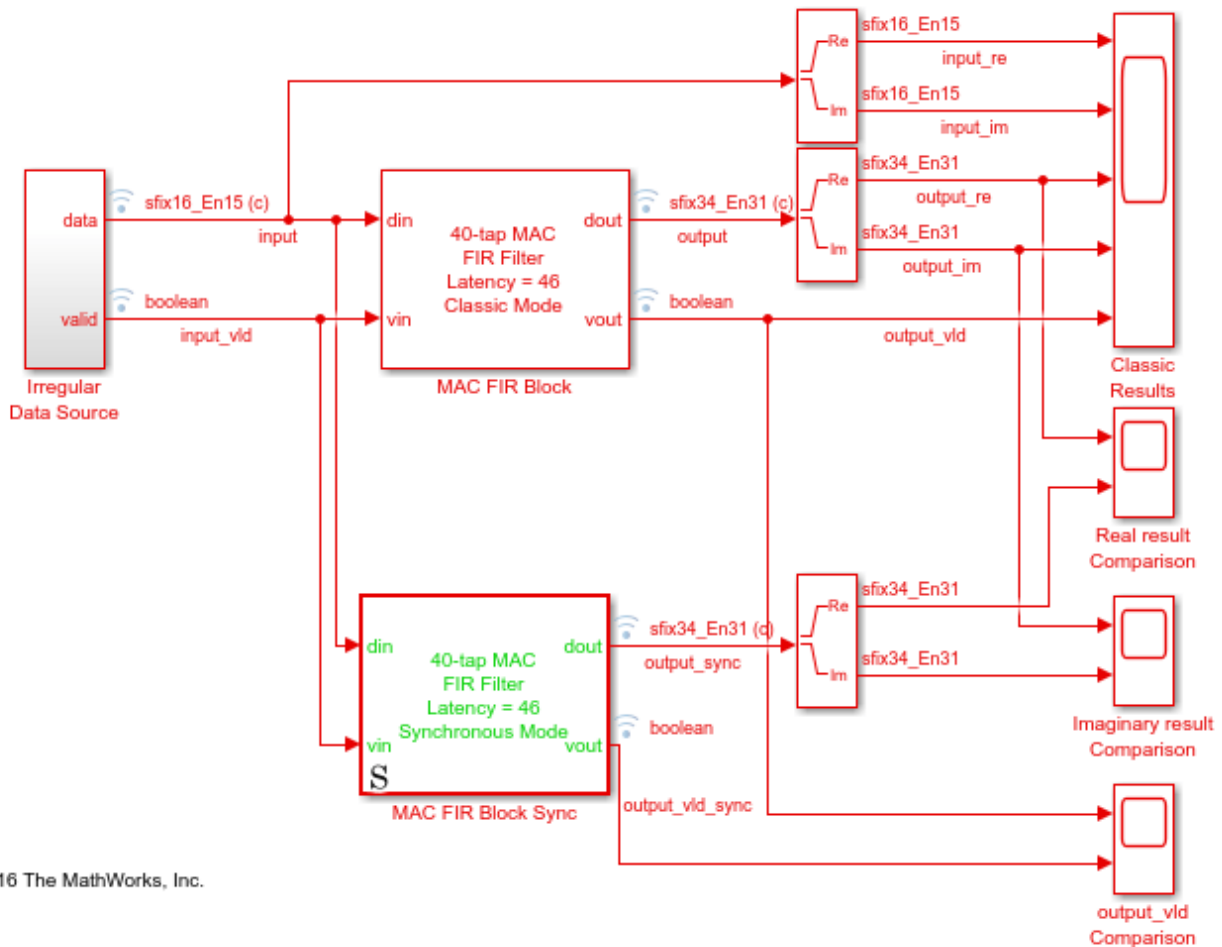 sfix16_En15
Re
input_re
sfix16_En15
Im
input_im
sfix34_En31
Re
output_re
sfix34_En31
Im
output_im
data
sfix16_En15 (c)
input
din
40-tap MAC
FIR Filter
Latency = 46
Classic Mode
dout
sfix34_En31 (c)
output
valid
boolean
input_vld
vin
vout
boolean
output_vld
Irregular
Data Source
MAC FIR Block
Classic
Results
Real result
Comparison
din
40-tap MAC
FIR Filter
Latency = 46
Synchronous Mode
dout
sfix34_En31 (c)
output_sync
Re
sfix34_En31
Im
sfix34_En31
vin
vout
boolean
S
MAC FIR Block Sync
output_vld_sync
Imaginary result
Comparison
16 The MathWorks, Inc.
output_vld
Comparison